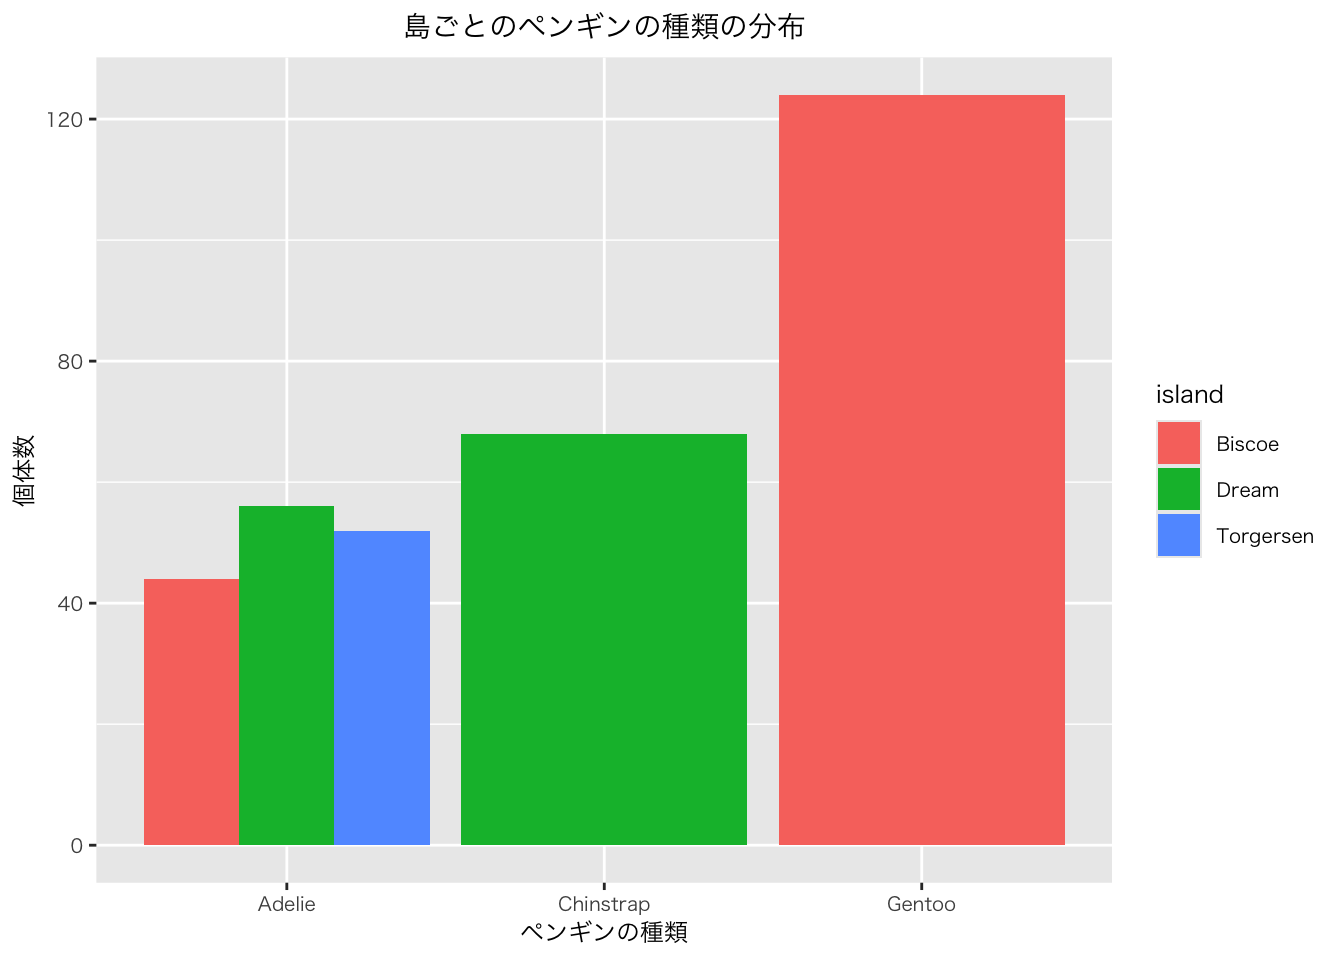 島ごとのペンギンの種類の分布
個体数
120
80
40
0
Adelie
Chinstrap
Gentoo
ペンギンの種類
island
Biscoe
Dream
Torgersen